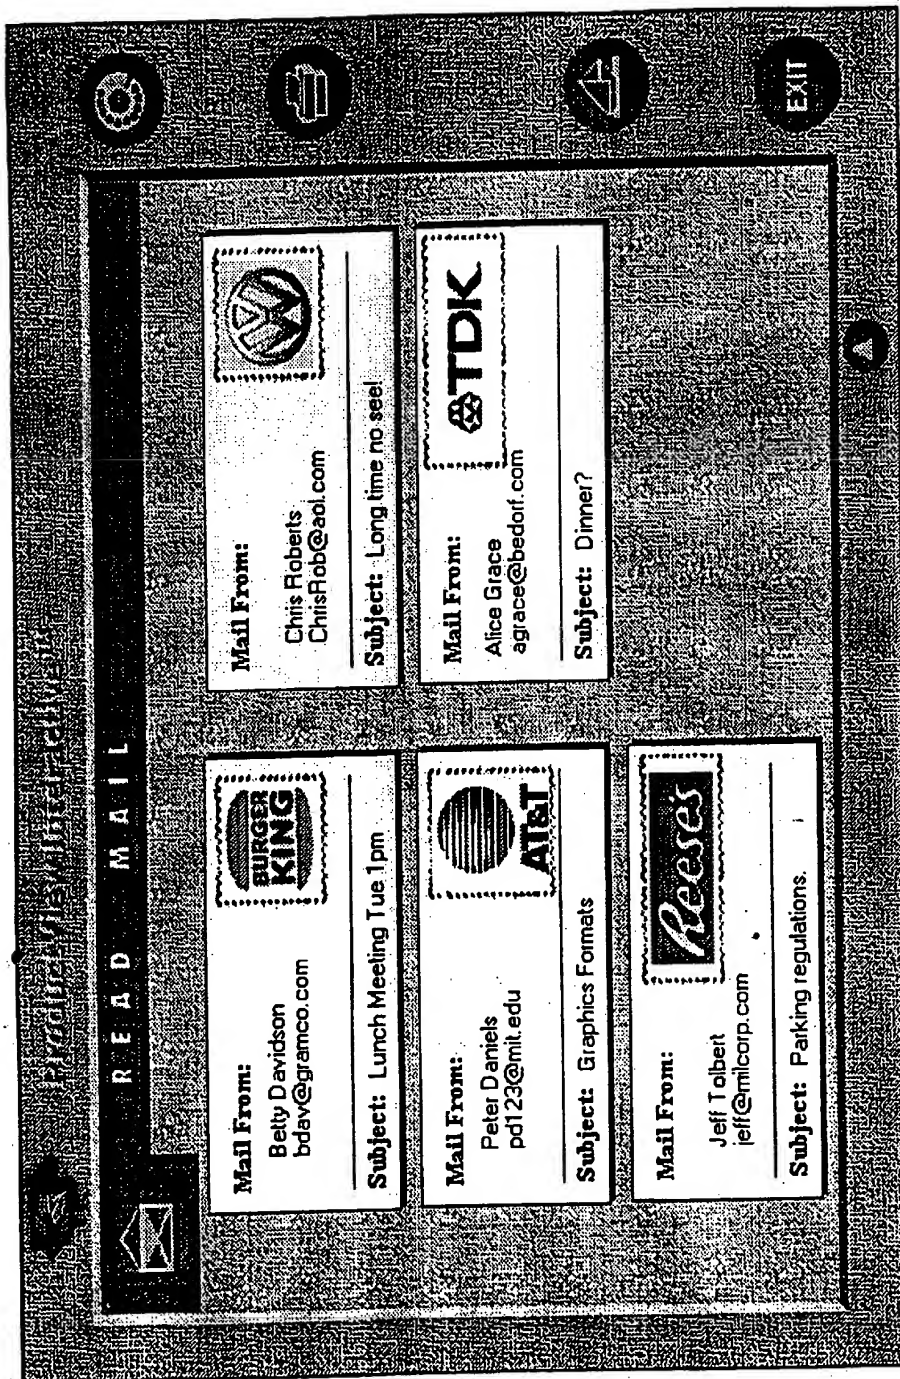 ProductViewInteractive
READ MAIL
Mail From:
Betty Davidson
bdav@gramco.com
BURGER
KING
Subject: Lunch Meeting Tue 1pm
Mail From:
Chris Roberts
ChrisRob@aol.com
Subject: Long time no see!
Mail From:
Peter Daniels
pd123@mit.edu
AT&T
Subject: Graphics Formats
Mail From:
Alice Grace
agrace@bedorf.com
TDK
Subject: Dinner?
Mail From:
Jeff Tolbert
jeff@mlcorp.com
Reese's
Subject: Parking regulations.
EXIT